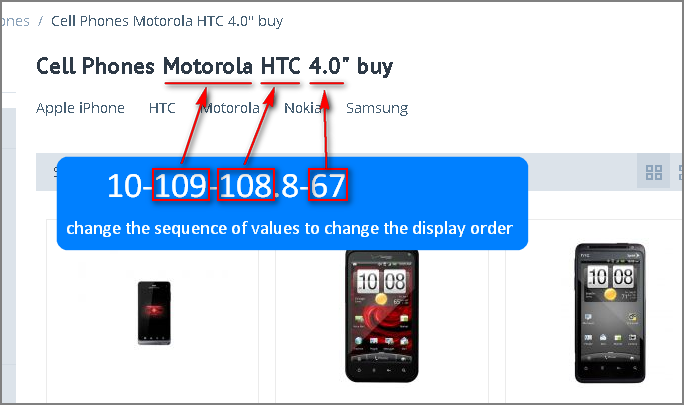 ones / Cell Phones Motorola HTC 4.0" buy
Cell Phones Motorola HTC 4.0" buy
Apple iPhone HTC Motorola Nokia Samsung
10-109-108.8-67
change the sequence of values to change the display order
10 08
10 08